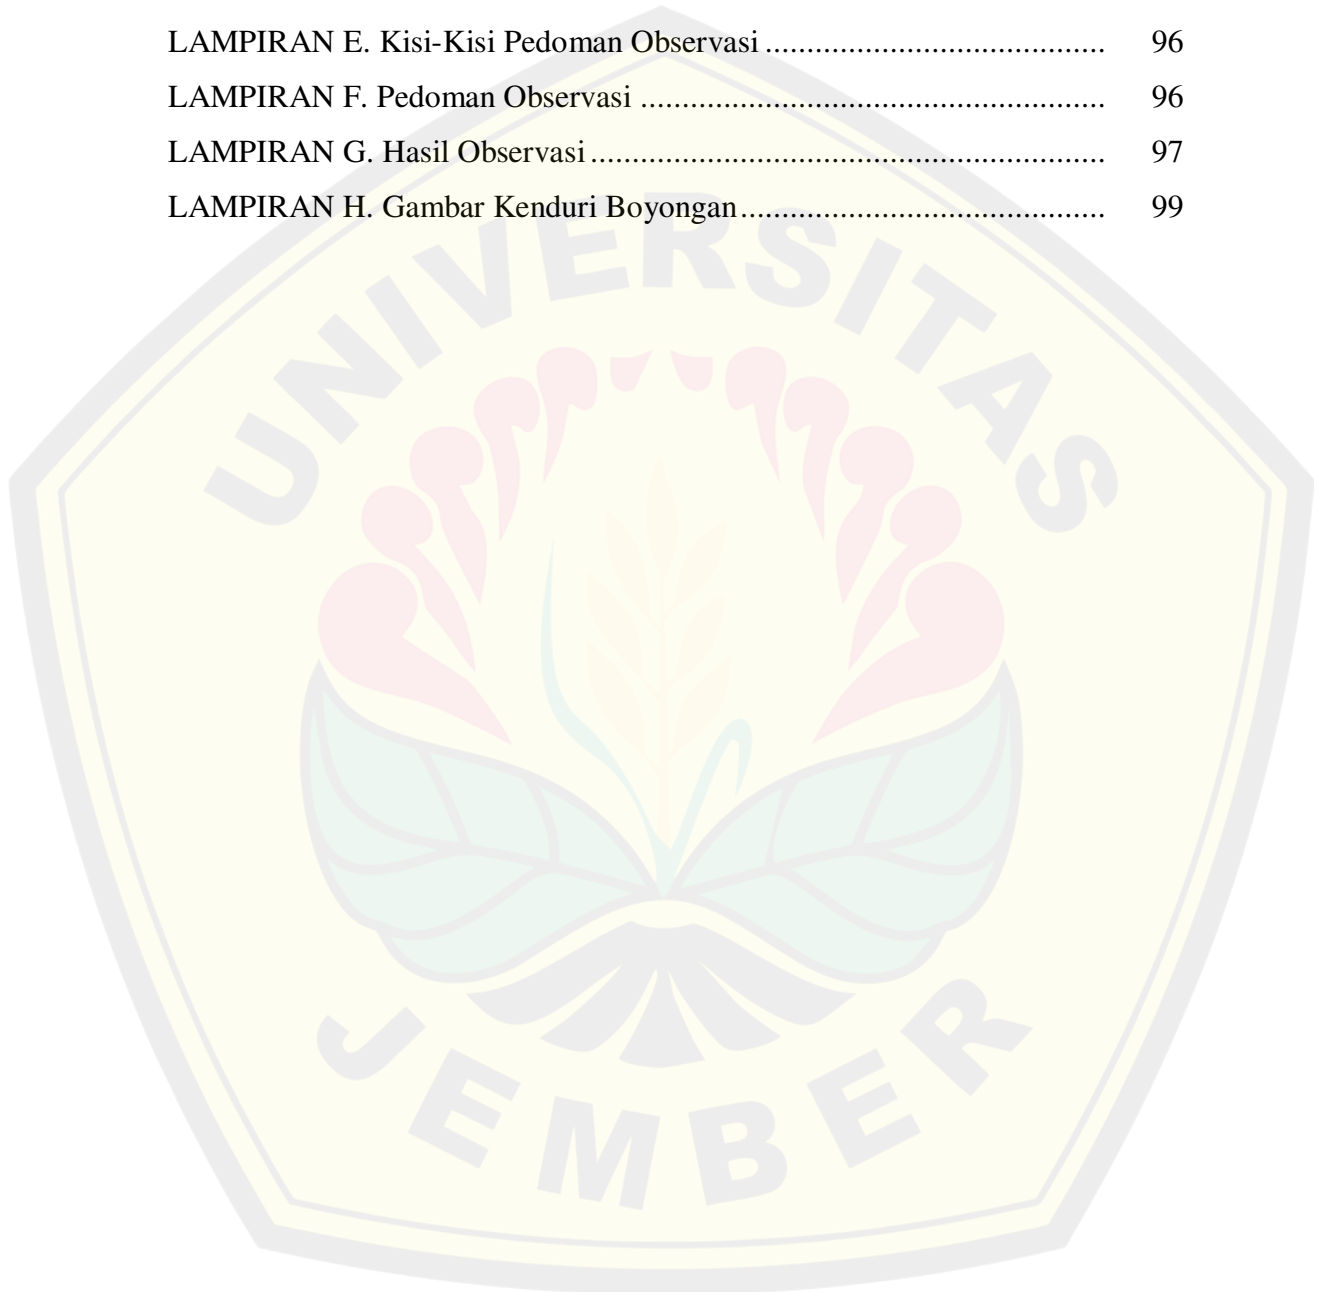 LAMPIRAN E. Kisi-Kisi Pedoman Observasi ......................................... 96
LAMPIRAN F. Pedoman Observasi ........................................................ 96
LAMPIRAN G. Hasil Observasi .............................................................. 97
LAMPIRAN H. Gambar Kenduri Boyongan ............................................ 99
UNIVERSITAS
JEMBER